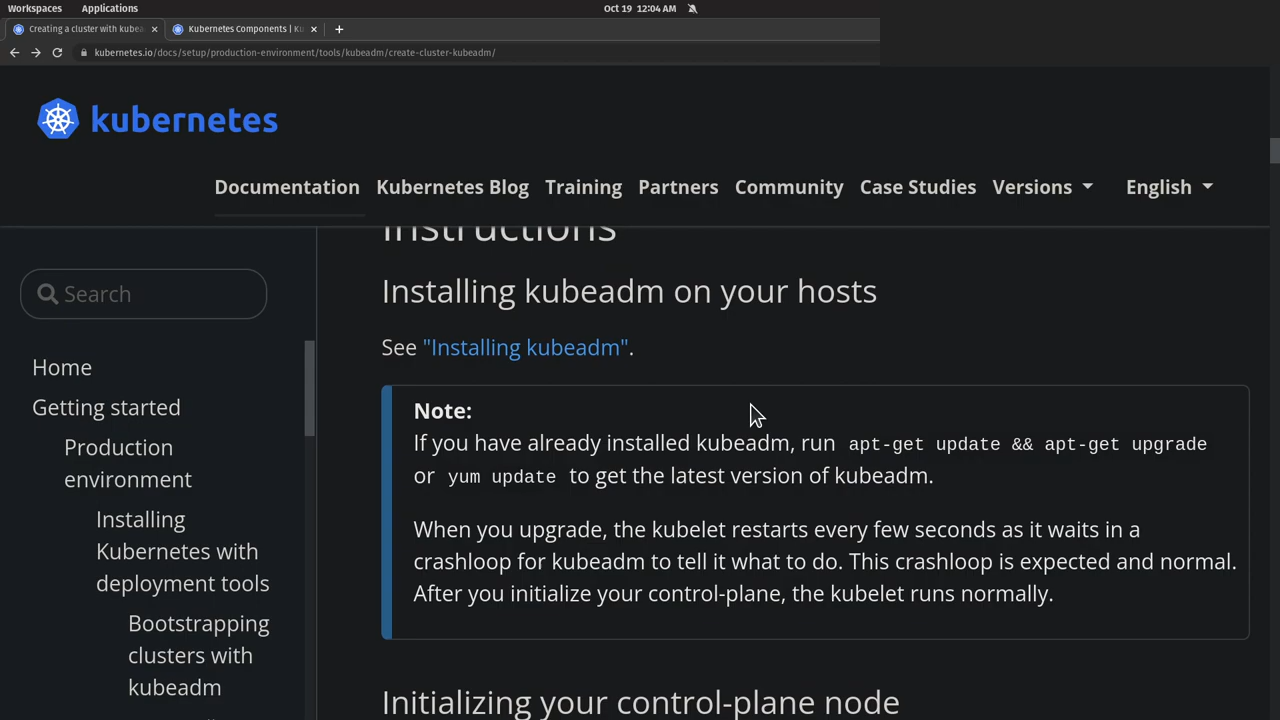 Workspaces Applications Oct 19 12:04 AM
Creating a cluster with kubea Kubernetes Components | Ku
kubernetes.io/docs/setup/production-environment/tools/kubeadm/create-cluster-kubeadm/
kubernetes
Documentation Kubernetes Blog Training Partners Community Case Studies Versions English
Search
Home
Getting started
Production
environment
Installing
Kubernetes with
deployment tools
Bootstrapping
clusters with
kubeadm
Instructions
Installing kubeadm on your hosts
See "Installing kubeadm".
Note:
If you have already installed kubeadm, run apt-get update && apt-get upgrade
or yum update to get the latest version of kubeadm.
When you upgrade, the kubelet restarts every few seconds as it waits in a
crashloop for kubeadm to tell it what to do. This crashloop is expected and normal.
After you initialize your control-plane, the kubelet runs normally.
Initializing your control-plane node